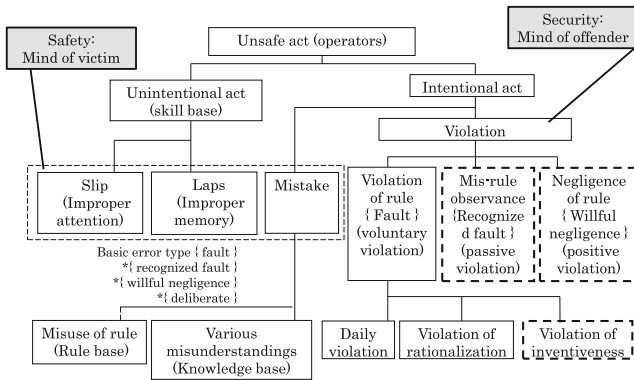 Safety:
Mind of victim
Unsafe act (operators)
Security:
Mind of offender
Unintentional act
(skill base)
Intentional act
Violation
Slip
(Improper
attention)
Laps
(Improper
memory)
Mistake
Violation
of rule
{ Fault }
(voluntary
violation)
Mis-rule
observance
{Recognize
d fault }
(passive
violation)
Negligence
of rule
{ Willful
negligence }
(positive
violation)
Basic error type { fault }
*{ recognized fault }
*{ willful negligence }
*{ deliberate }
Misuse of rule
(Rule base)
Various
misunderstandings
(Knowledge base)
Daily
violation
Violation of
rationalization
Violation of
inventiveness